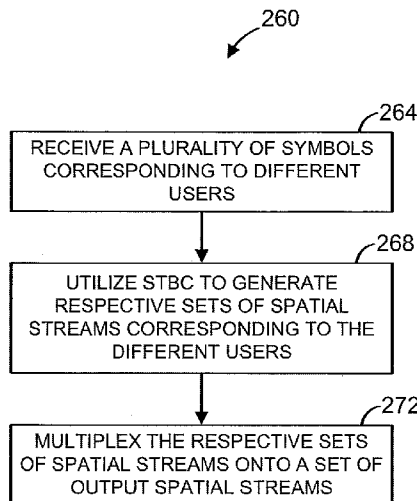 260
264
RECEIVE A PLURALITY OF SYMBOLS
CORRESPONDING TO DIFFERENT
USERS
268
UTILIZE STBC TO GENERATE
RESPECTIVE SETS OF SPATIAL
STREAMS CORRESPONDING TO THE
DIFFERENT USERS
272
MULTIPLEX THE RESPECTIVE SETS
OF SPATIAL STREAMS ONTO A SET OF
OUTPUT SPATIAL STREAMS